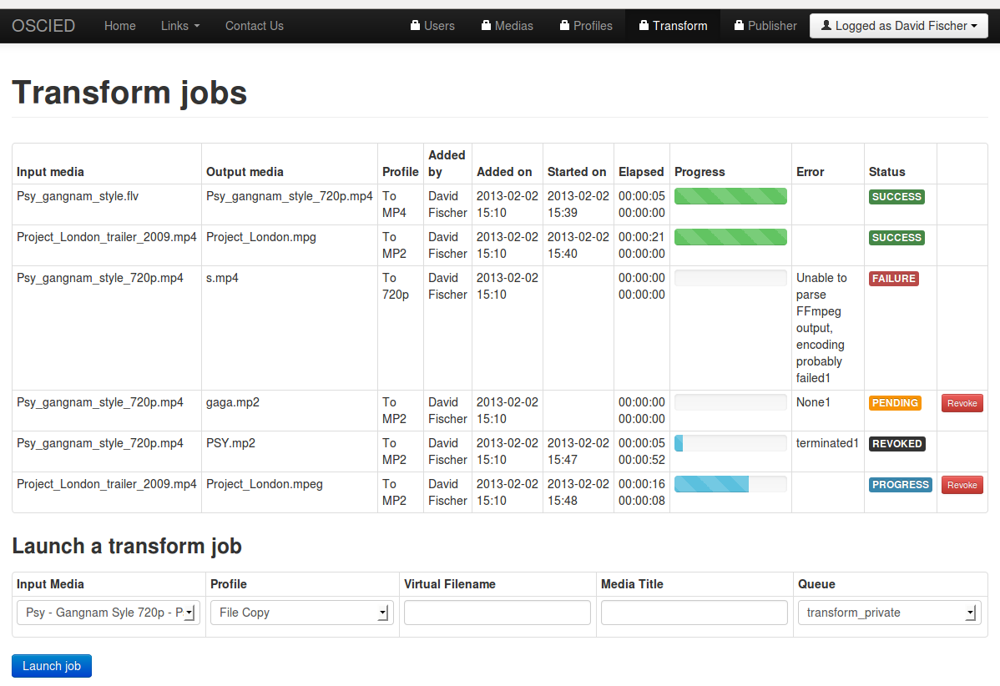 OSCIED Home Links Contact Us Users Medias Profiles Transform Publisher Logged as David Fischer
Transform jobs
Input media Output media Profile Added by Added on Started on Elapsed Progress Error Status
Psy_gangnam_style.flv Psy_gangnam_style_720p.mp4 To David 2013-02-02 2013-02-02 00:00:05 SUCCESS
MP4 Fischer 15:10 15:39 00:00:00
Project_London_trailer_2009.mp4 Project_London.mpg To David 2013-02-02 2013-02-02 00:00:21 SUCCESS
MP2 Fischer 15:10 15:40 00:00:00
Psy_gangnam_style_720p.mp4 s.mp4 To David 2013-02-02 00:00:00 Unable to FAILURE
720p Fischer 15:10 00:00:00 parse
FFmpeg
output,
encoding
probably
failed1
Psy_gangnam_style_720p.mp4 gaga.mp2 To David 2013-02-02 00:00:00 None1 PENDING Revoke
MP2 Fischer 15:10 00:00:00
Psy_gangnam_style_720p.mp4 PSY.mp2 To David 2013-02-02 2013-02-02 00:00:05 terminated1 REVOKED
MP2 Fischer 15:10 15:47 00:00:52
Project_London_trailer_2009.mp4 Project_London.mpeg To David 2013-02-02 2013-02-02 00:00:16 PROGRESS Revoke
MP2 Fischer 15:10 15:48 00:00:08
Launch a transform job
Input Media Profile Virtual Filename Media Title Queue
Psy - Gangnam Syle 720p - P File Copy transform_private
Launch job